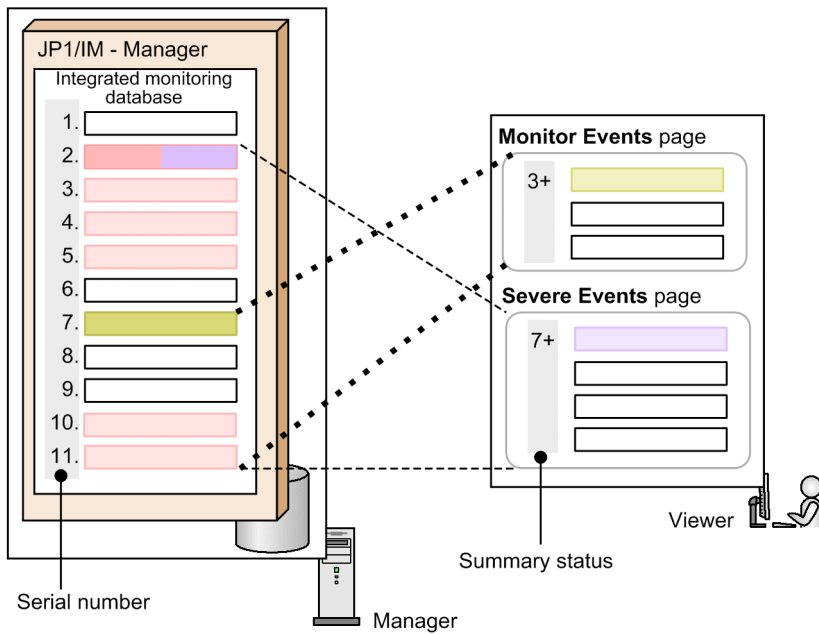 JP1/IM - Manager
Integrated monitoring
database
1.
2.
3.
4.
5.
6.
7.
8.
9.
10.
11.
Serial number
Manager
Monitor Events page
3+
Severe Events page
7+
Viewer
Summary status